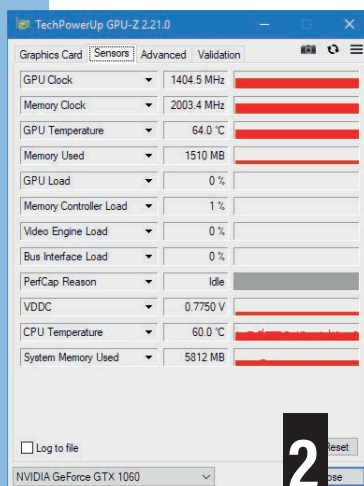 TechPowerUp GPU-Z 2.21.0
Graphics Card Sensors Advanced Validation
GPU Clock 1404.5 MHz
Memory Clock 2003.4 MHz
GPU Temperature 64.0 °C
Memory Used 1510 MB
GPU Load 0 %
Memory Controller Load 1 %
Video Engine Load 0 %
Bus Interface Load 0 %
PerfCap Reason Idle
VDDC 0.7750 V
CPU Temperature 60.0 °C
System Memory Used 5812 MB
Log to file
2
NVIDIA GeForce GTX 1060